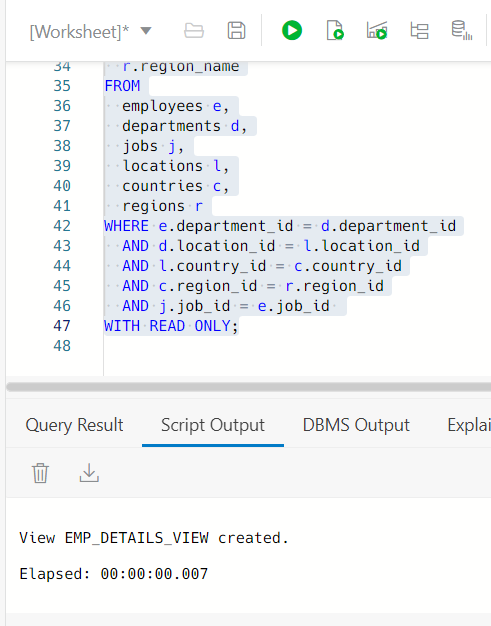 [Worksheet]*
34 r.region_name
35 FROM
36 employees e,
37 departments d,
38 jobs j,
39 locations l,
40 countries c,
41 regions r
42 WHERE e.department_id = d.department_id
43 AND d.location_id = l.location_id
44 AND l.country_id = c.country_id
45 AND c.region_id = r.region_id
46 AND j.job_id = e.job_id
47 WITH READ ONLY;
48
Query Result Script Output DBMS Output Explai
View EMP_DETAILS_VIEW created.
Elapsed: 00:00:00.007